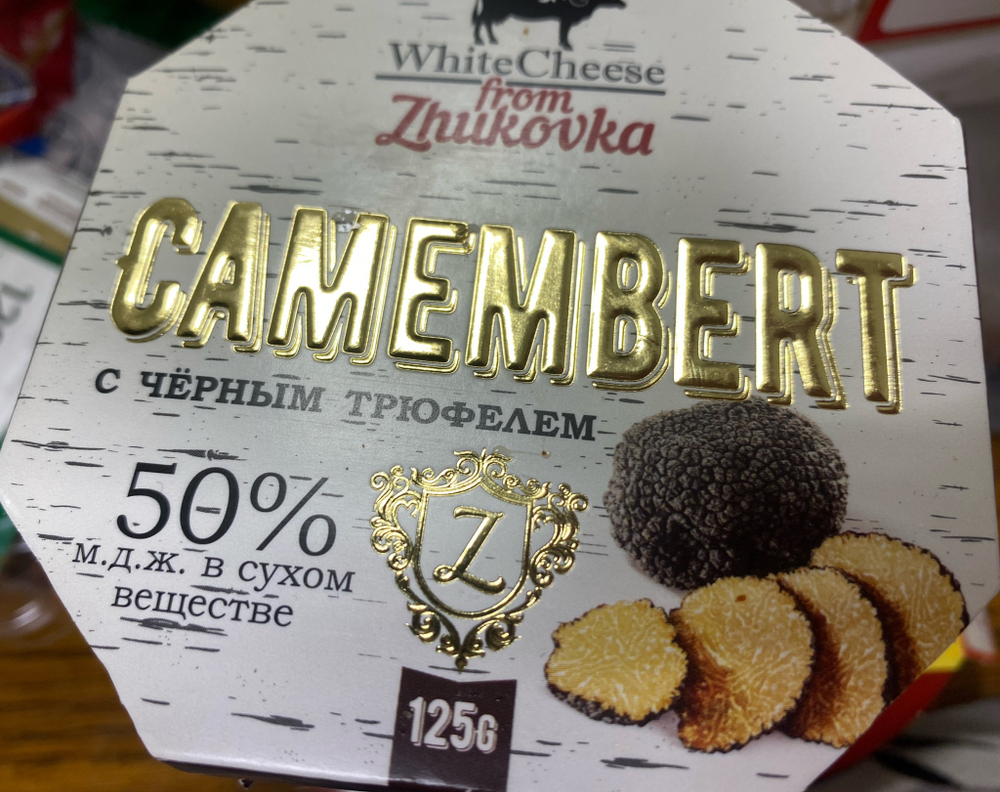 WhiteCheese
from
Zhukovka
CAMEMBERT
С ЧЁРНЫМ ТРЮФЕЛЕМ
50%
м.д.ж. в сухом
веществе
Z
125G